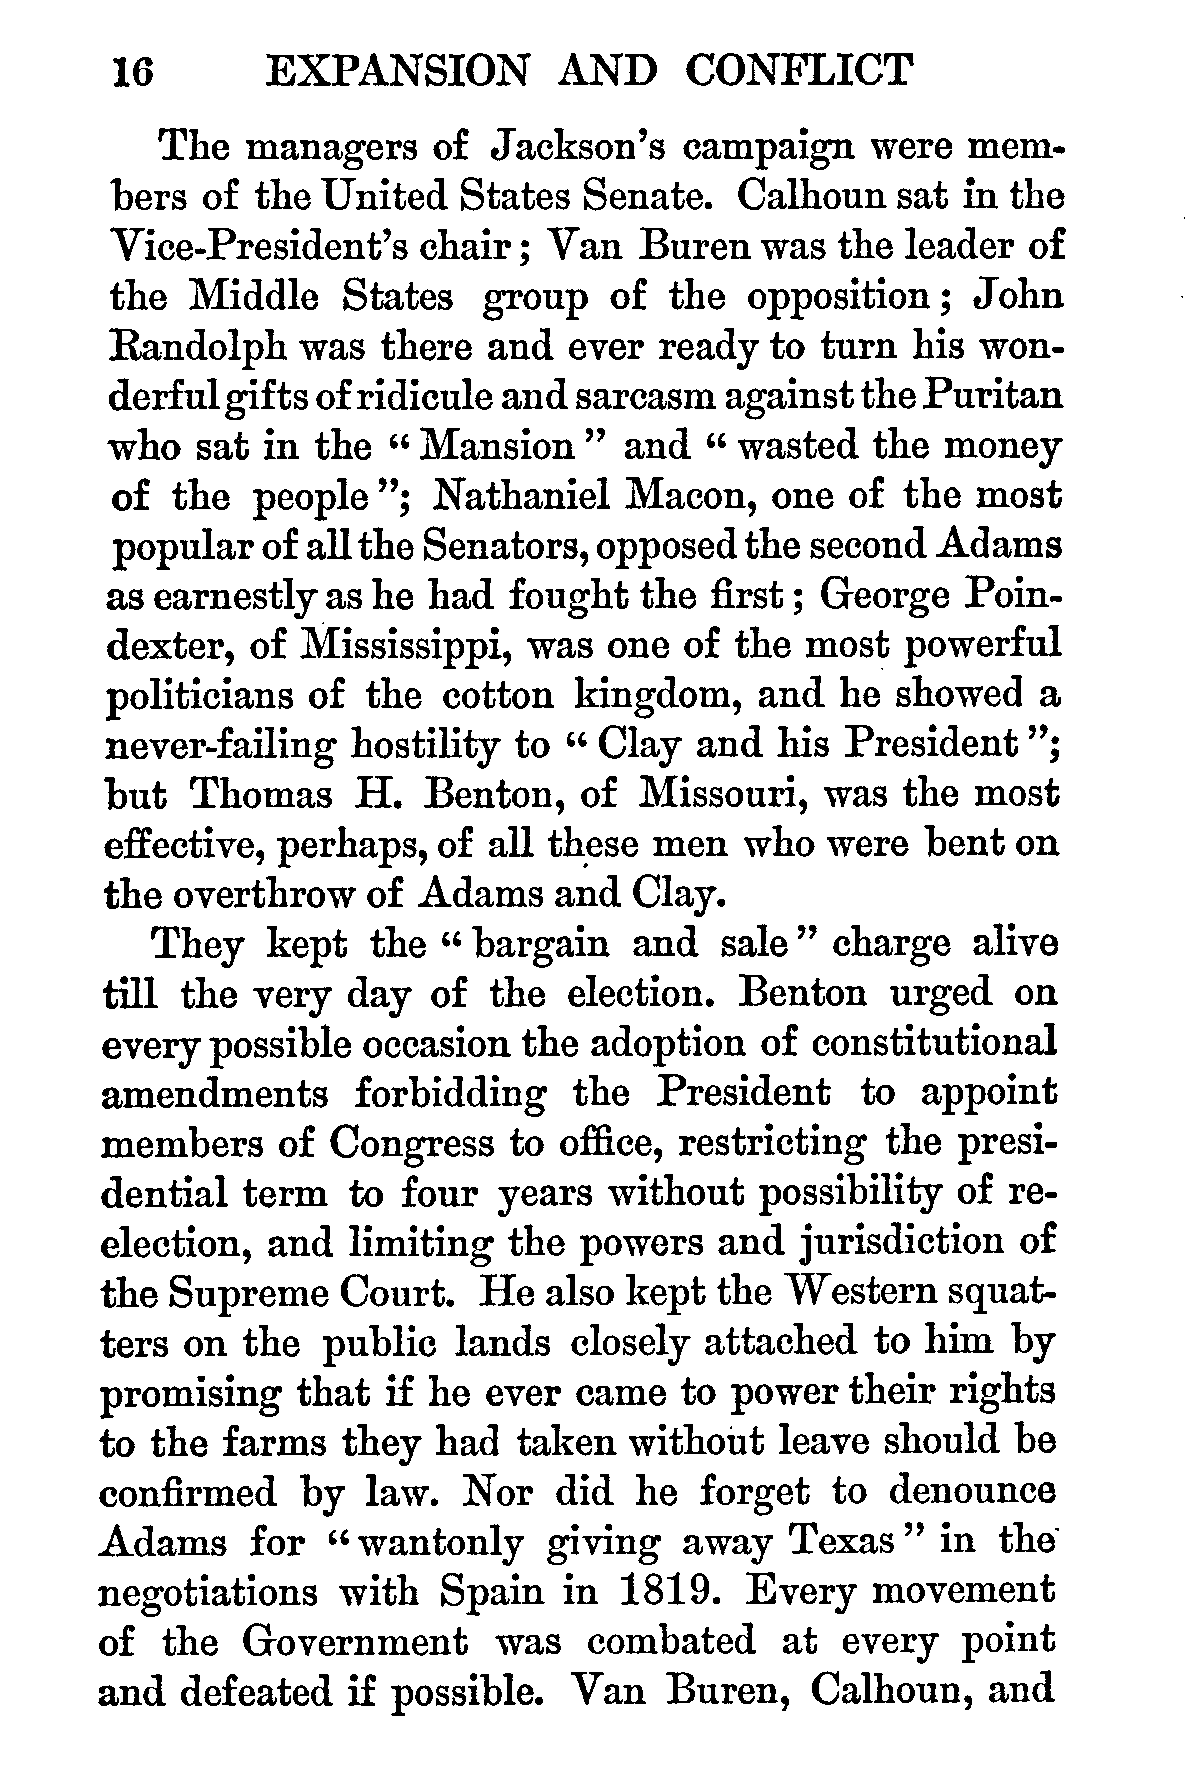 16 EXPANSION AND CONFLICT
The managers of Jackson's campaign were mem-
bers of the United States Senate. Calhoun sat in the
Vice-President's chair; Van Buren was the leader of
the Middle States group of the opposition; John
Randolph was there and ever ready to turn his won-
derful gifts of ridicule and sarcasm against the Puritan
who sat in the "Mansion" and "wasted the money
of the people"; Nathaniel Macon, one of the most
popular of all the Senators, opposed the second Adams
as earnestly as he had fought the first; George Poin-
dexter, of Mississippi, was one of the most powerful
politicians of the cotton kingdom, and he showed a
never-failing hostility to "Clay and his President";
but Thomas H. Benton, of Missouri, was the most
effective, perhaps, of all these men who were bent on
the overthrow of Adams and Clay.
They kept the "bargain and sale" charge alive
till the very day of the election. Benton urged on
every possible occasion the adoption of constitutional
amendments forbidding the President to appoint
members of Congress to office, restricting the presi-
dential term to four years without possibility of re-
election, and limiting the powers and jurisdiction of
the Supreme Court. He also kept the Western squat-
ters on the public lands closely attached to him by
promising that if he ever came to power their rights
to the farms they had taken without leave should be
confirmed by law. Nor did he forget to denounce
Adams for "wantonly giving away Texas" in the
negotiations with Spain in 1819. Every movement
of the Government was combated at every point
and defeated if possible. Van Buren, Calhoun, and